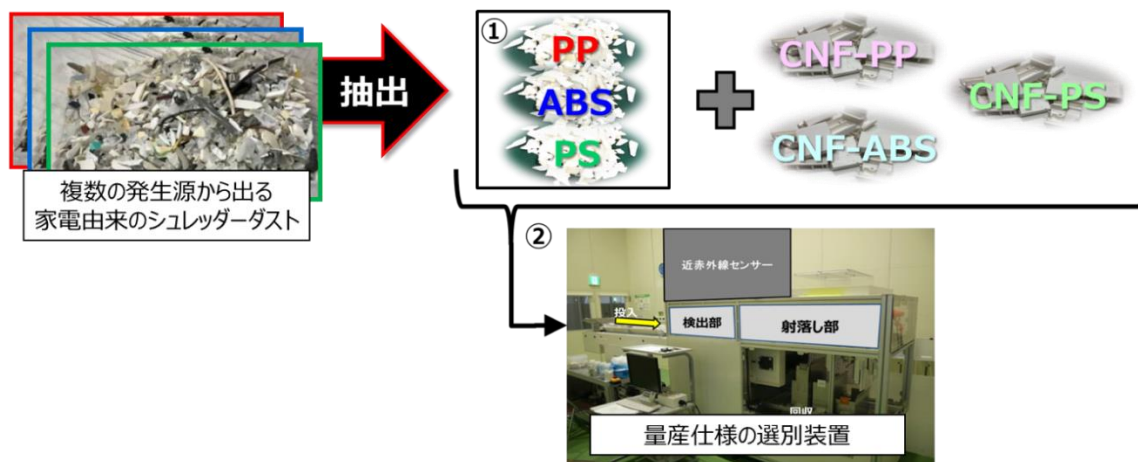 複数の発生源から出る
家電由来のシュレッダーダスト
抽出
①
PP
ABS
PS
CNF-PP
CNF-ABS
CNF-PS
②
近赤外線センサー
投入
検出部
射落し部
回収
量産仕様の選別装置